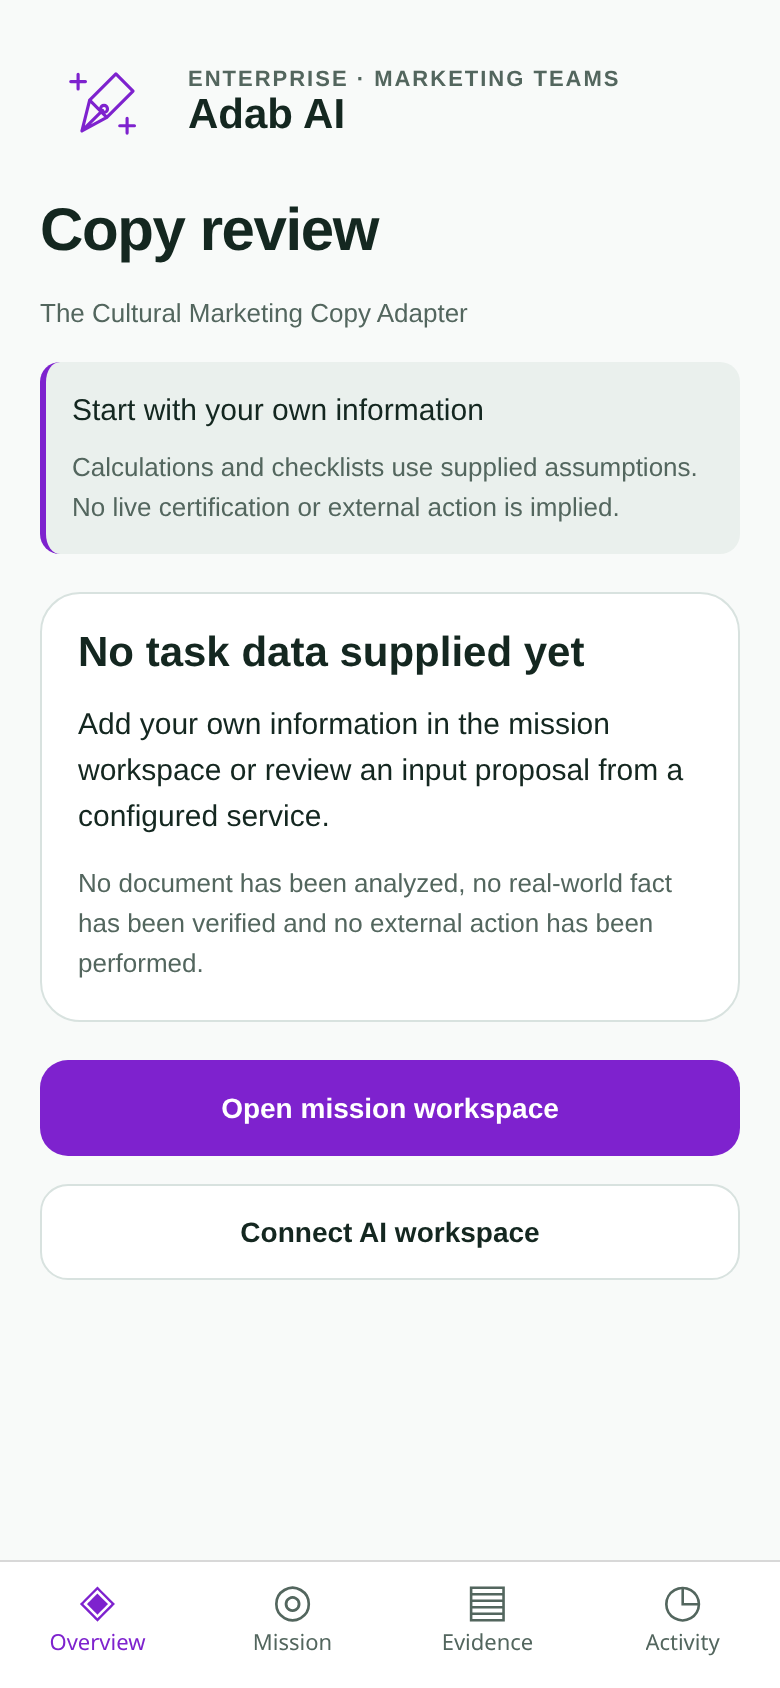 ENTERPRISE · MARKETING TEAMS
Adab AI
Copy review
The Cultural Marketing Copy Adapter
Start with your own information
Calculations and checklists use supplied assumptions.
No live certification or external action is implied.
No task data supplied yet
Add your own information in the mission
workspace or review an input proposal from a
configured service.
No document has been analyzed, no real-world fact
has been verified and no external action has been
performed.
Open mission workspace
Connect AI workspace
Overview
Mission
Evidence
Activity